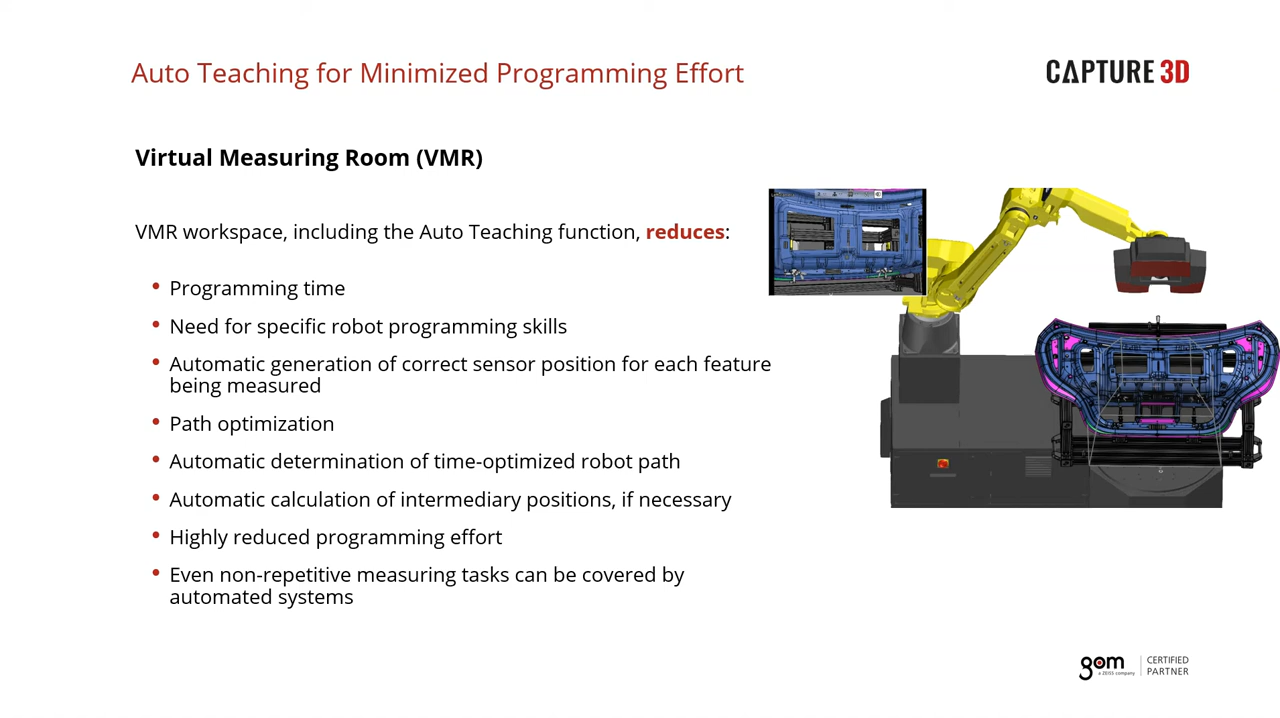 Auto Teaching for Minimized Programming Effort
CAPTURE 3D
Virtual Measuring Room (VMR)
VMR workspace, including the Auto Teaching function, reduces:
• Programming time
• Need for specific robot programming skills
• Automatic generation of correct sensor position for each feature
being measured
• Path optimization
• Automatic determination of time-optimized robot path
• Automatic calculation of intermediary positions, if necessary
• Highly reduced programming effort
• Even non-repetitive measuring tasks can be covered by
automated systems
gom
a ZEISS company
CERTIFIED
PARTNER